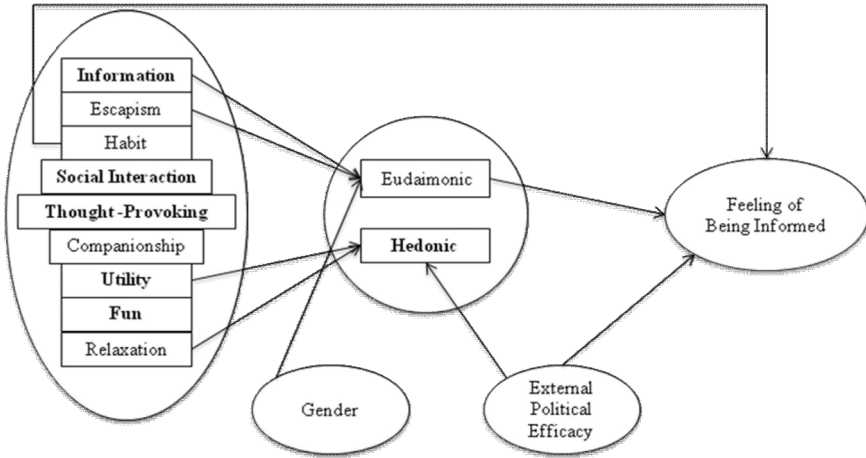 Information
Escapism
Habit
Social Interaction
Thought-Provoking
Companionship
Utility
Fun
Relaxation
Eudaimonic
Hedonic
Feeling of
Being Informed
Gender
External
Political
Efficacy